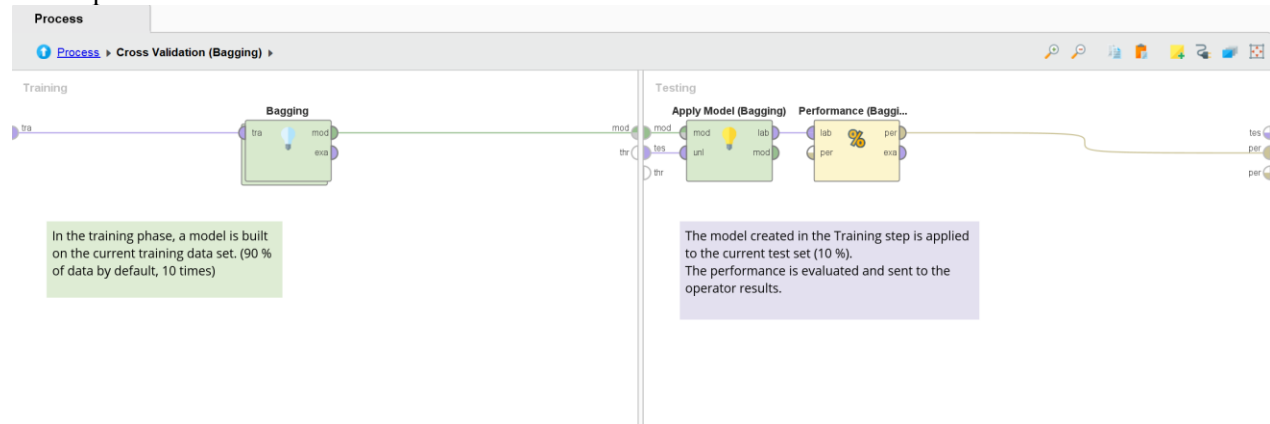 Process
Process ▸ Cross Validation (Bagging) ▸
Training
Testing
Bagging
Apply Model (Bagging)
Performance (Baggi...
tra
tra
mod
exa
mod
thr
mod
tes
thr
mod
unl
lab
mod
lab
per
per
exa
tes
per
per
In the training phase, a model is built
on the current training data set. (90 %
of data by default, 10 times)
The model created in the Training step is applied
to the current test set (10 %).
The performance is evaluated and sent to the
operator results.